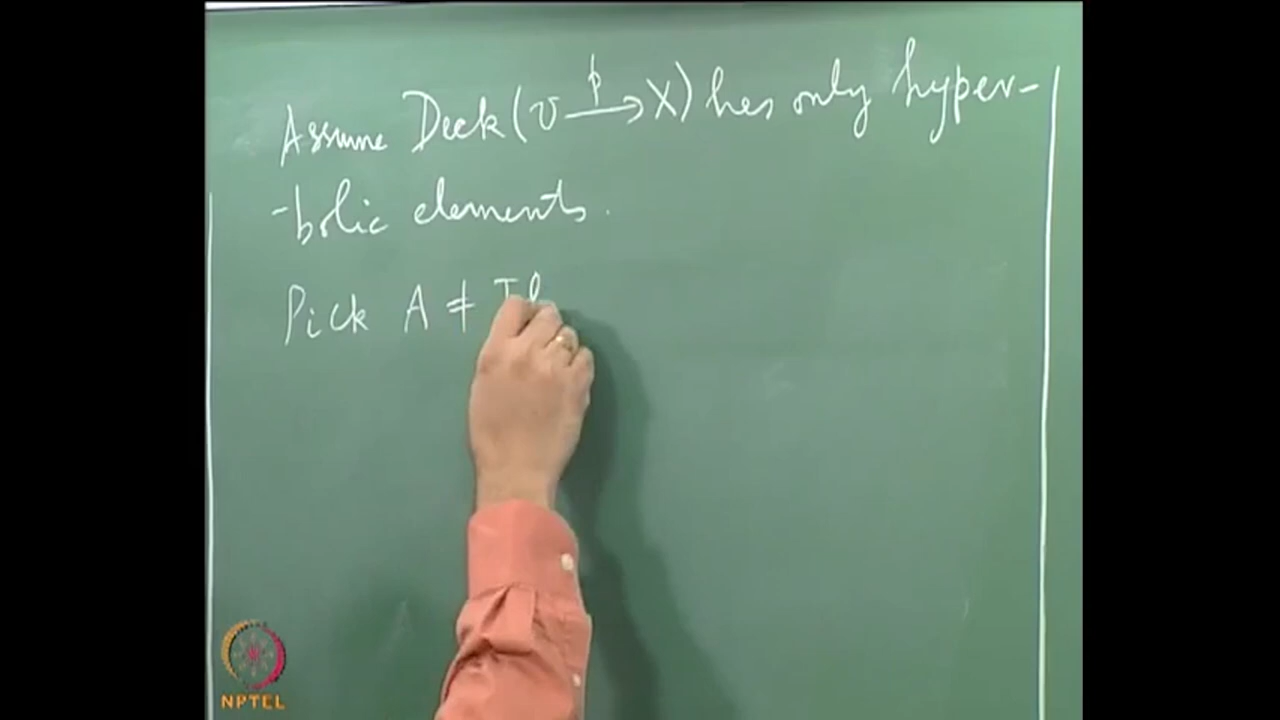 Assume Deck (U —p→ X) has only hyper-
-bolic elements.
Pick A ≠ Id
NPTEL